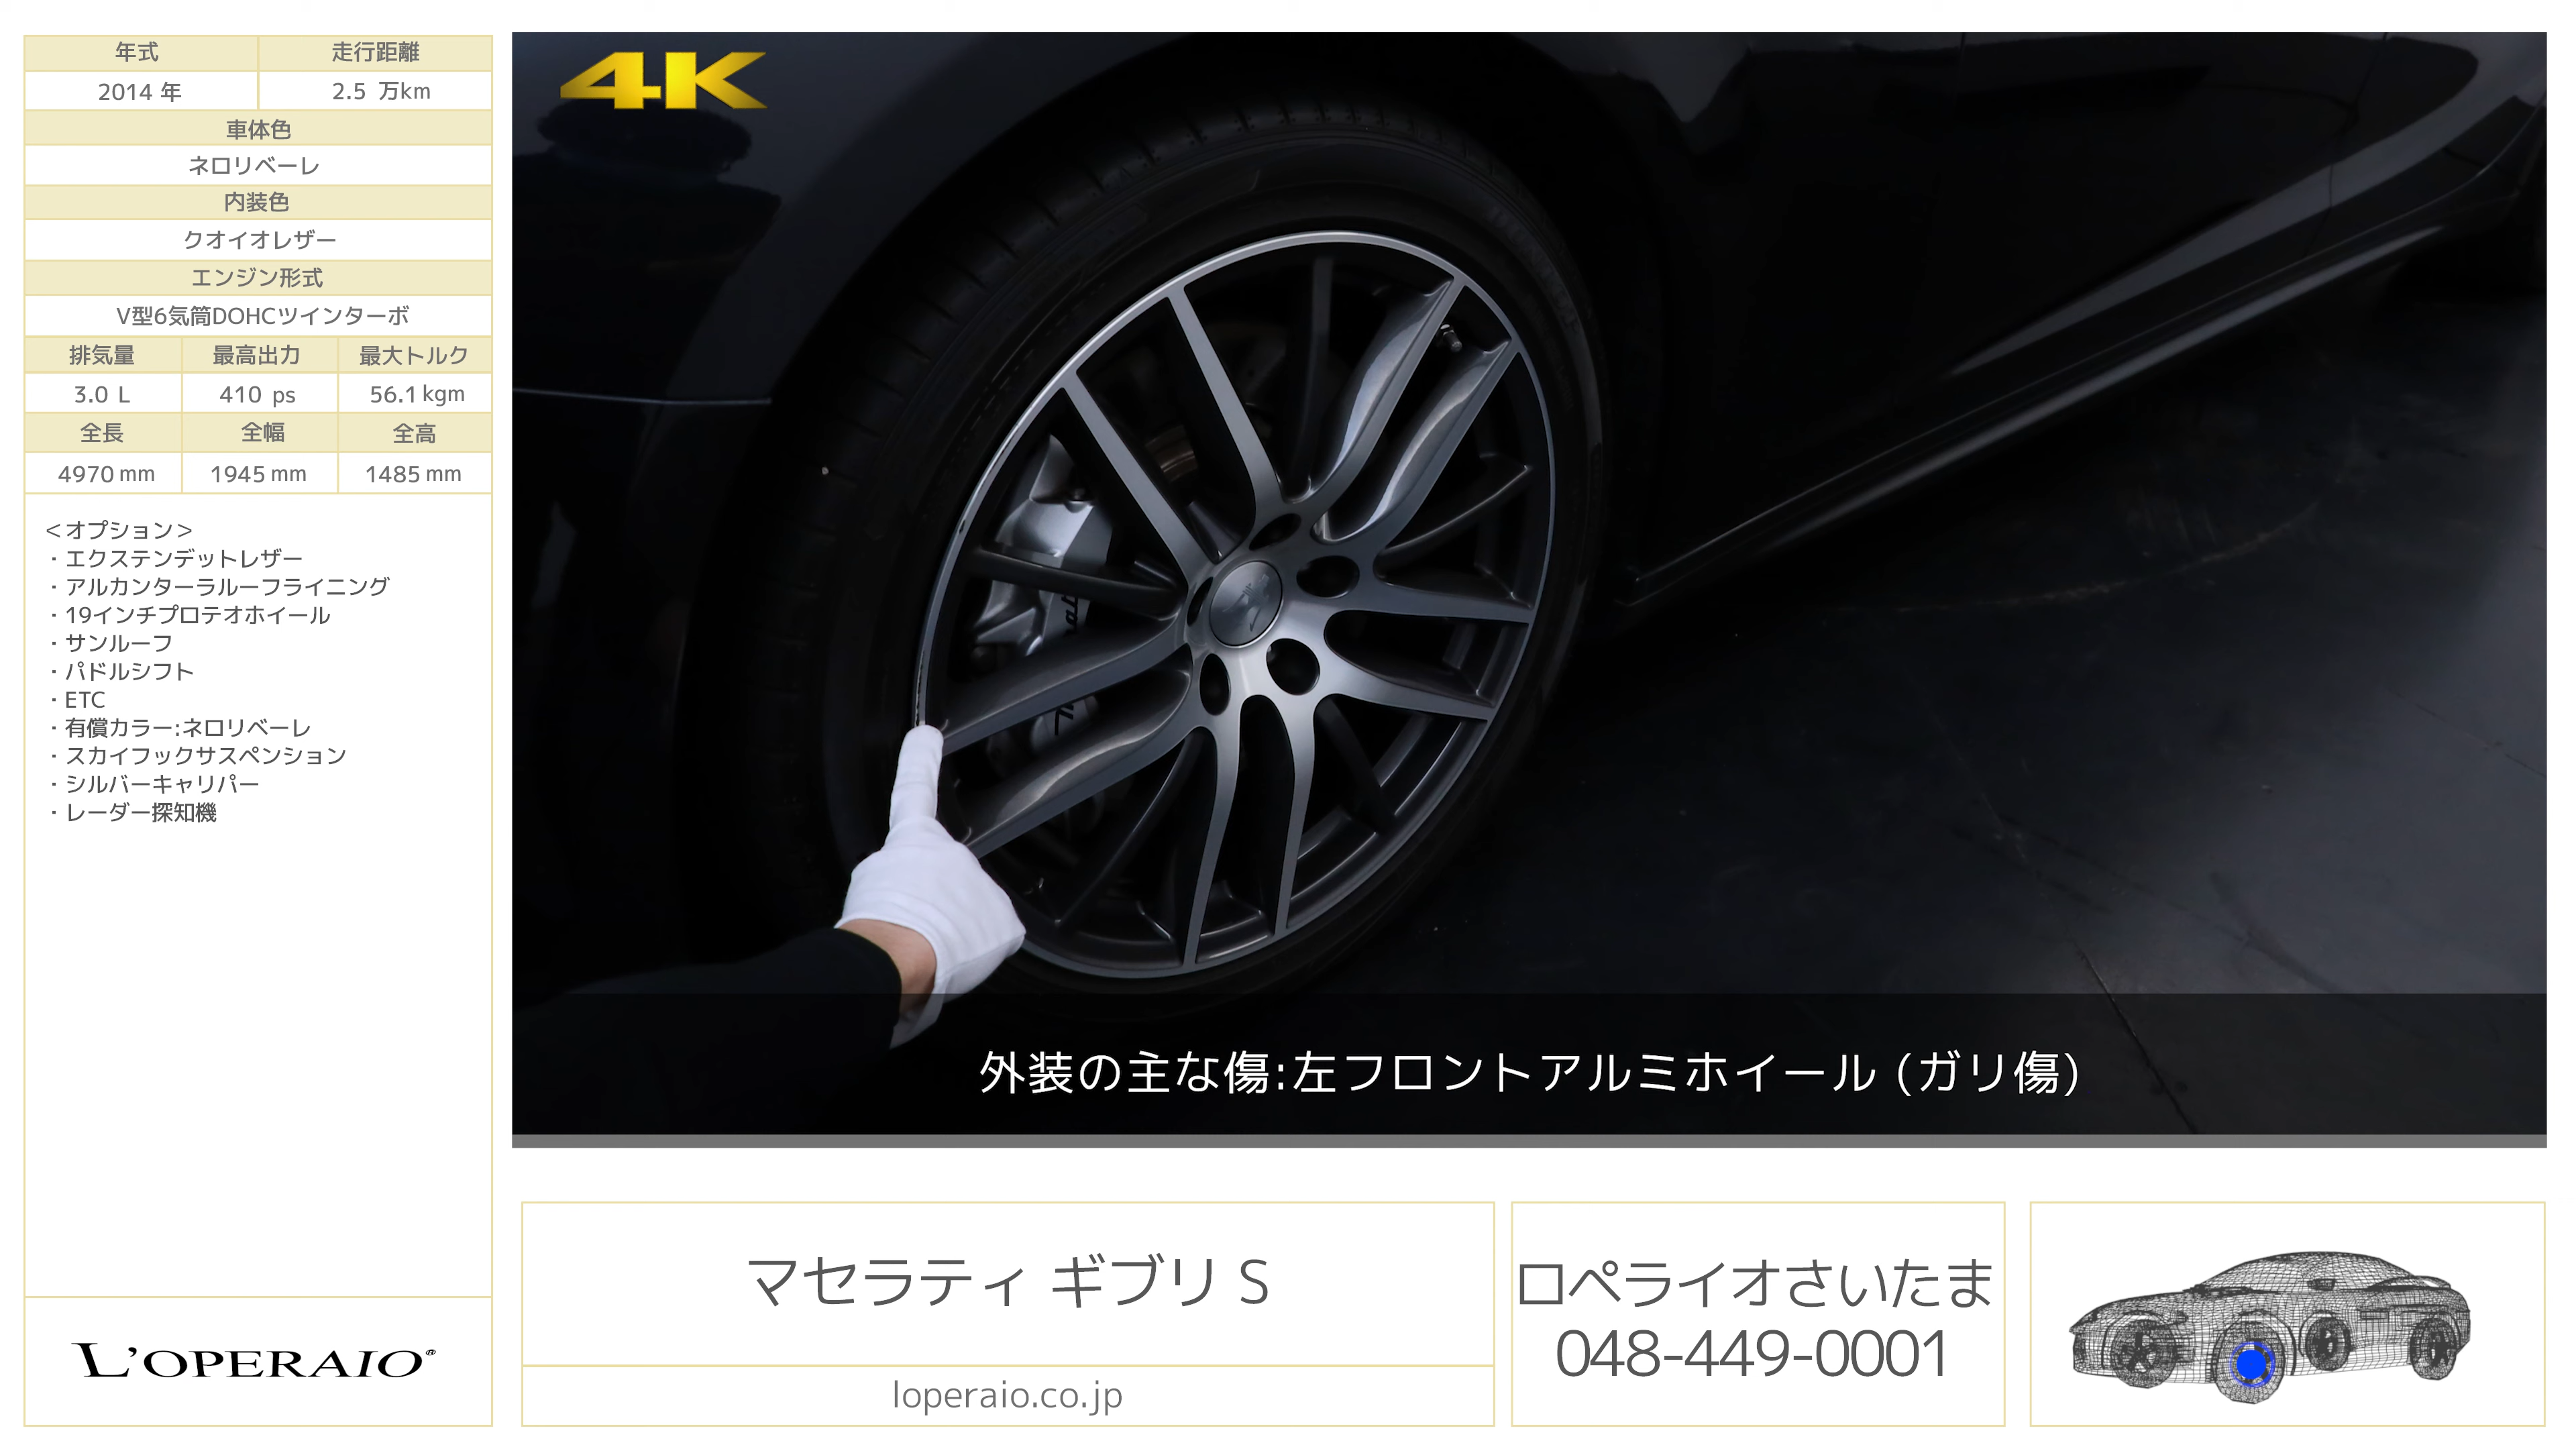 年式 走行距離
2014 年 2.5 万km
車体色
ネロリベーレ
内装色
クオイオレザー
エンジン形式
V型6気筒DOHCツインターボ
排気量 最高出力 最大トルク
3.0 L 410 ps 56.1 kgm
全長 全幅 全高
4970 mm 1945 mm 1485 mm
＜オプション＞
・エクステンデットレザー
・アルカンターラルーフライニング
・19インチプロテオホイール
・サンルーフ
・パドルシフト
・ETC
・有償カラー:ネロリベーレ
・スカイフックサスペンション
・シルバーキャリパー
・レーダー探知機
L'OPERAIO®
4K
外装の主な傷:左フロントアルミホイール (ガリ傷)
マセラティ ギブリ S
loperaio.co.jp
ロペライオさいたま
048-449-0001